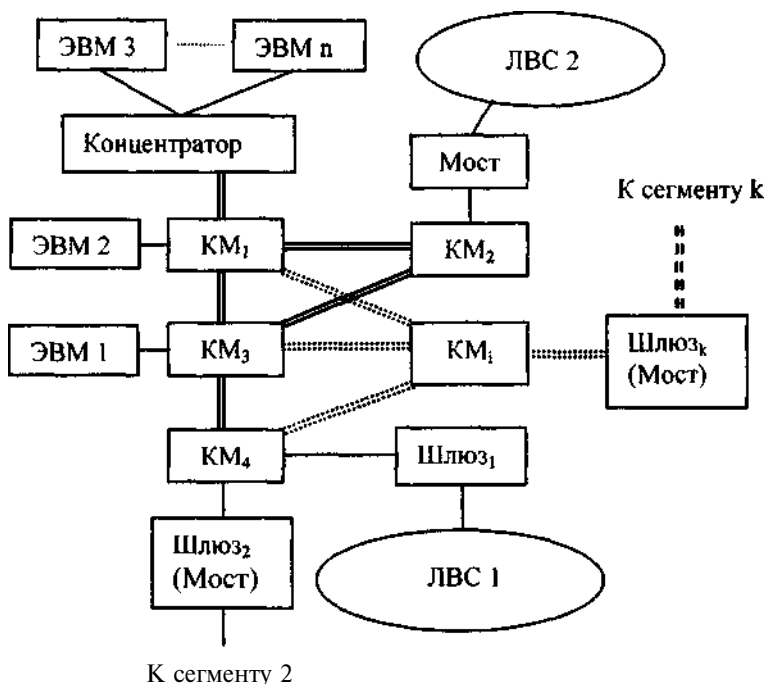 ЭВМ 3
ЭВМ n
ЛВС 2
Концентратор
Мост
К сегменту k
ЭВМ 2
КМ₁
КМ₂
ЭВМ 1
КМ₃
КМᵢ
Шлюзₖ
(Мост)
КМ₄
Шлюз₁
Шлюз₂
(Мост)
ЛВС 1
К сегменту 2